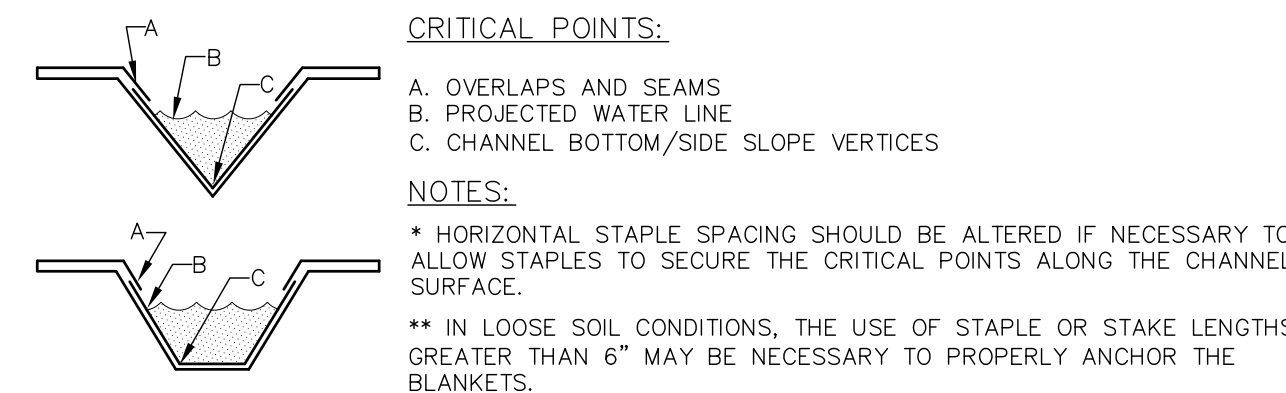 A
B
C
CRITICAL POINTS:
A. OVERLAPS AND SEAMS
B. PROJECTED WATER LINE
C. CHANNEL BOTTOM/SIDE SLOPE VERTICES
NOTES:
* HORIZONTAL STAPLE SPACING SHOULD BE ALTERED IF NECESSARY TO
ALLOW STAPLES TO SECURE THE CRITICAL POINTS ALONG THE CHANNEL
SURFACE.
** IN LOOSE SOIL CONDITIONS, THE USE OF STAPLE OR STAKE LENGTHS
GREATER THAN 6” MAY BE NECESSARY TO PROPERLY ANCHOR THE
BLANKETS.
A
B
C